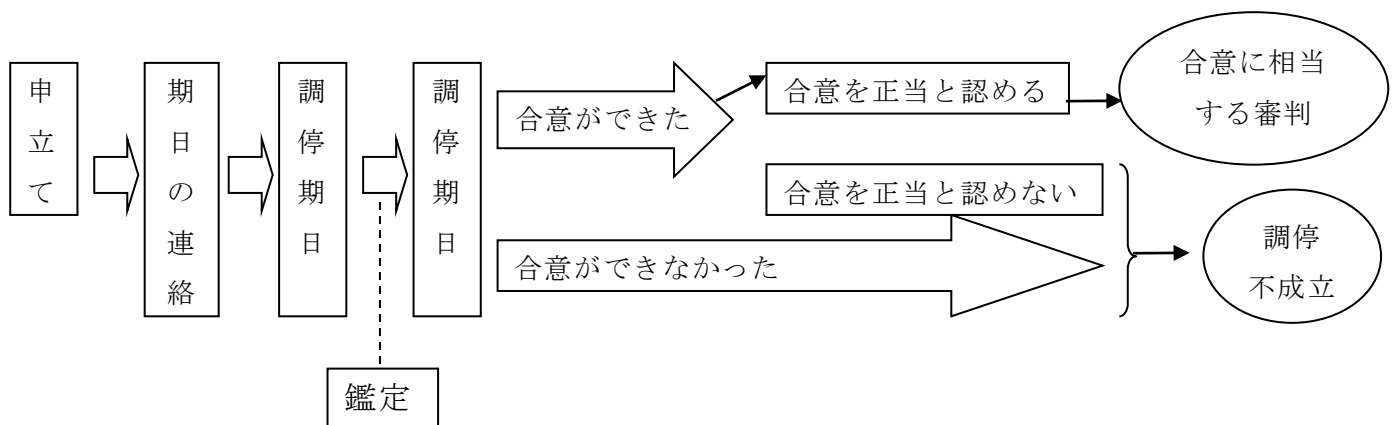 申立て
期日の連絡
調停期日
調停期日
合意ができた
合意を正当と認める
合意に相当
する審判
合意を正当と認めない
合意ができなかった
調停
不成立
鑑定